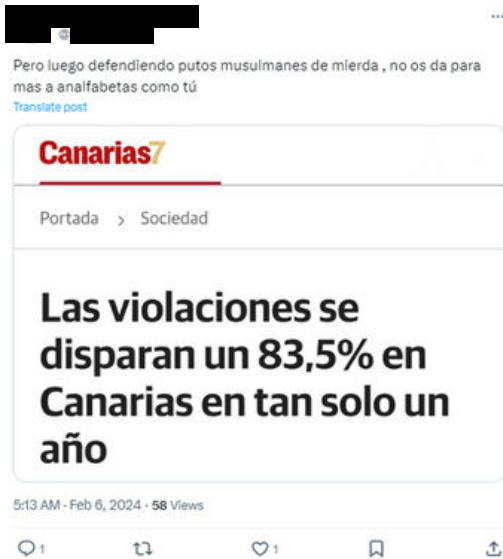 @
Pero luego defendiendo putos musulmanes de mierda , no os da para
mas a analfabetas como tú
Translate post
Canarias7
Portada > Sociedad
Las violaciones se
disparan un 83,5% en
Canarias en tan solo un
año
5:13 AM · Feb 6, 2024 · 58 Views
1 1